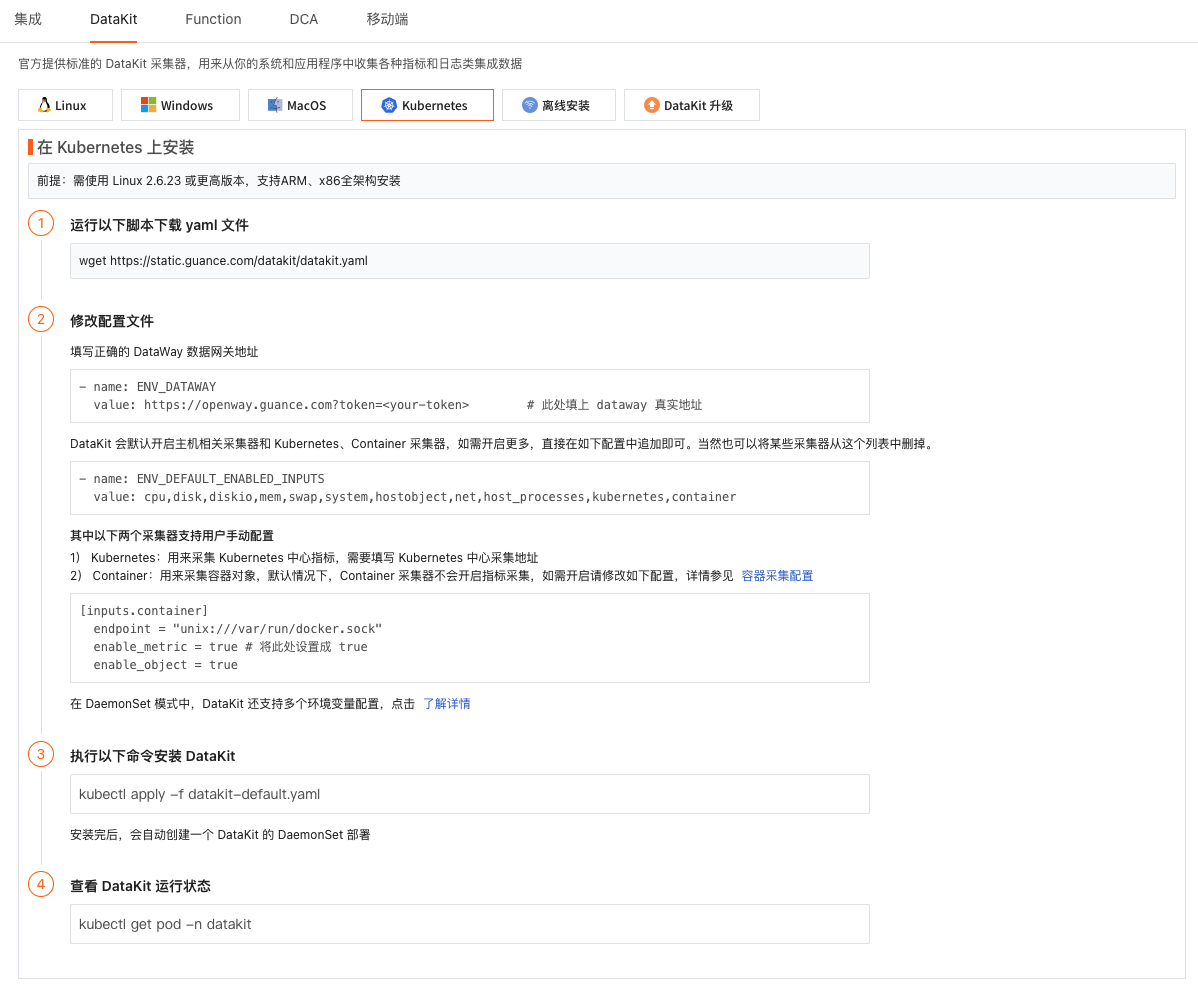 集成 DataKit Function DCA 移动端
官方提供标准的 DataKit 采集器，用来从你的系统和应用程序中收集各种指标和日志类集成数据
Linux Windows MacOS Kubernetes 离线安装 DataKit 升级
在 Kubernetes 上安装
前提：需使用 Linux 2.6.23 或更高版本，支持ARM、x86全架构安装
1 运行以下脚本下载 yaml 文件
wget https://static.guance.com/datakit/datakit.yaml
2 修改配置文件
填写正确的 DataWay 数据网关地址
- name: ENV_DATAWAY
value: https://openway.guance.com?token=<your-token> # 此处填上 dataway 真实地址
DataKit 会默认开启主机相关采集器和 Kubernetes、Container 采集器，如需开启更多，直接在如下配置中追加即可。当然也可以将某些采集器从这个列表中删掉。
- name: ENV_DEFAULT_ENABLED_INPUTS
value: cpu,disk,diskio,mem,swap,system,hostobject,net,host_processes,kubernetes,container
其中以下两个采集器支持用户手动配置
1） Kubernetes：用来采集 Kubernetes 中心指标，需要填写 Kubernetes 中心采集地址
2） Container：用来采集容器对象，默认情况下，Container 采集器不会开启指标采集，如需开启请修改如下配置，详情参见 容器采集配置
[inputs.container]
endpoint = "unix:///var/run/docker.sock"
enable_metric = true # 将此处设置成 true
enable_object = true
在 DaemonSet 模式中，DataKit 还支持多个环境变量配置，点击 了解详情
3 执行以下命令安装 DataKit
kubectl apply -f datakit-default.yaml
安装完后，会自动创建一个 DataKit 的 DaemonSet 部署
4 查看 DataKit 运行状态
kubectl get pod -n datakit